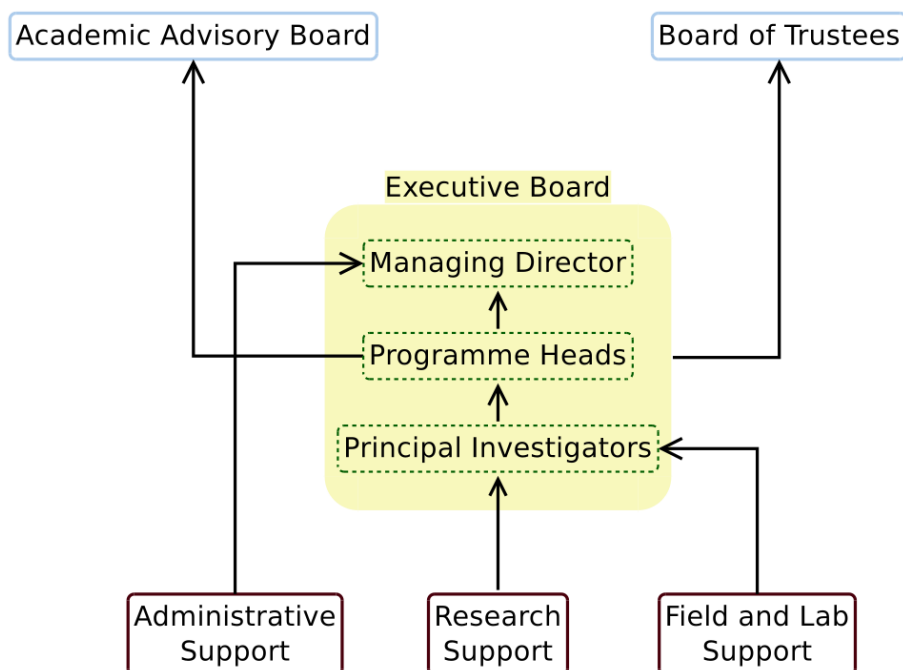 Academic Advisory Board
Board of Trustees
Executive Board
Managing Director
Programme Heads
Principal Investigators
Administrative
Support
Research
Support
Field and Lab
Support